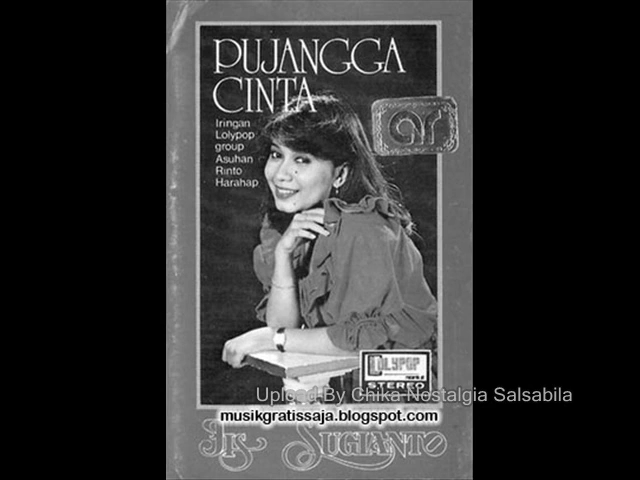 PUJANGGA
CINTA
Iringan
Lolypop
group
Asuhan
Rinto
Harahap
ar
LOLYPOP
STEREO
Upload By Chika Nostalgia Salsabila
musikgratissaja.blogspot.com
Iis Sugianto